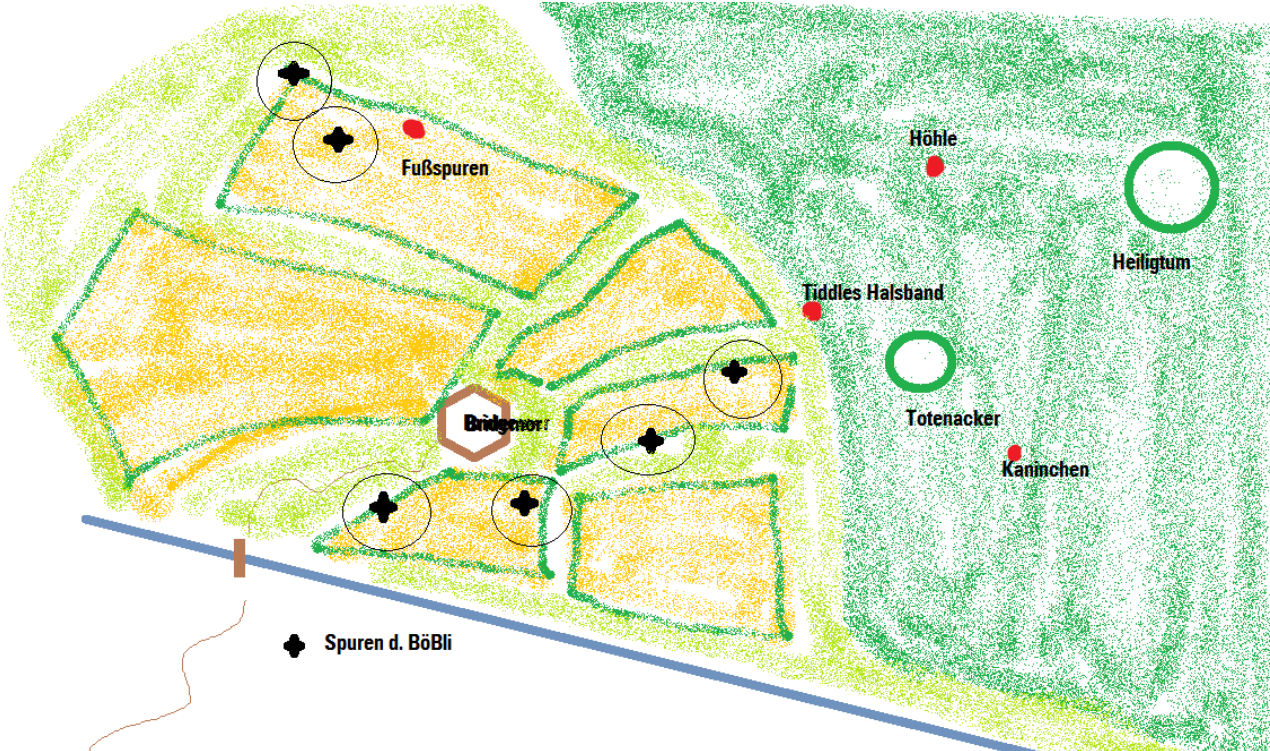 Höhle
Fußspuren
Heiligtum
Tiddles Halsband
Totenacker
Kaninchen
Spuren d. BöBli